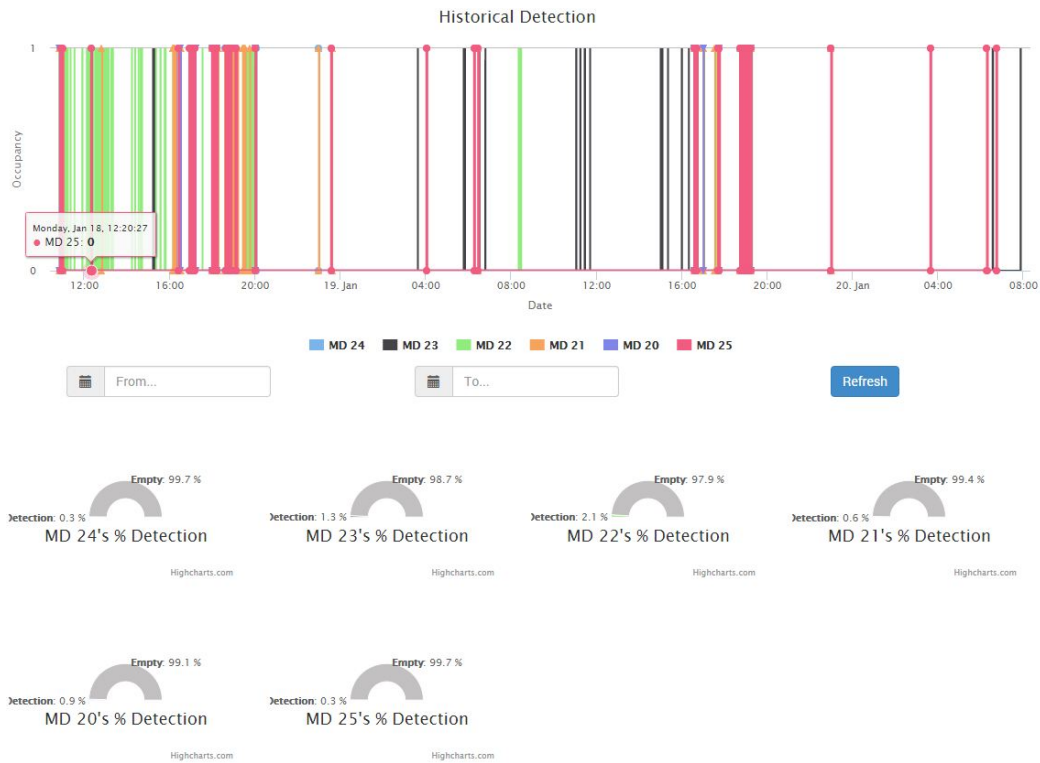 Historical Detection
1
Occupancy
Monday, Jan 18, 12:20:27
MD 25: 0
0
12:00 16:00 20:00 19. Jan 04:00 08:00 12:00 16:00 20:00 20. Jan 04:00 08:00
Date
MD 24 MD 23 MD 22 MD 21 MD 20 MD 25
From... To... Refresh
Empty: 99.7 % Empty: 98.7 % Empty: 97.9 % Empty: 99.4 %
Detection: 0.3 % Detection: 1.3 % Detection: 2.1 % Detection: 0.6 %
MD 24's % Detection MD 23's % Detection MD 22's % Detection MD 21's % Detection
Highcharts.com Highcharts.com Highcharts.com Highcharts.com
Empty: 99.1 % Empty: 99.7 %
Detection: 0.9 % Detection: 0.3 %
MD 20's % Detection MD 25's % Detection
Highcharts.com Highcharts.com